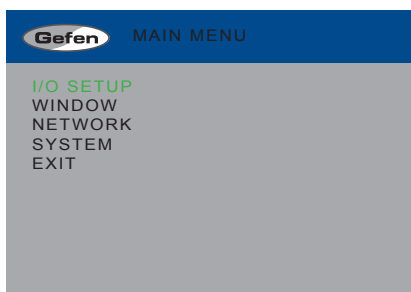 Gefen MAIN MENU
I/O SETUP
WINDOW
NETWORK
SYSTEM
EXIT